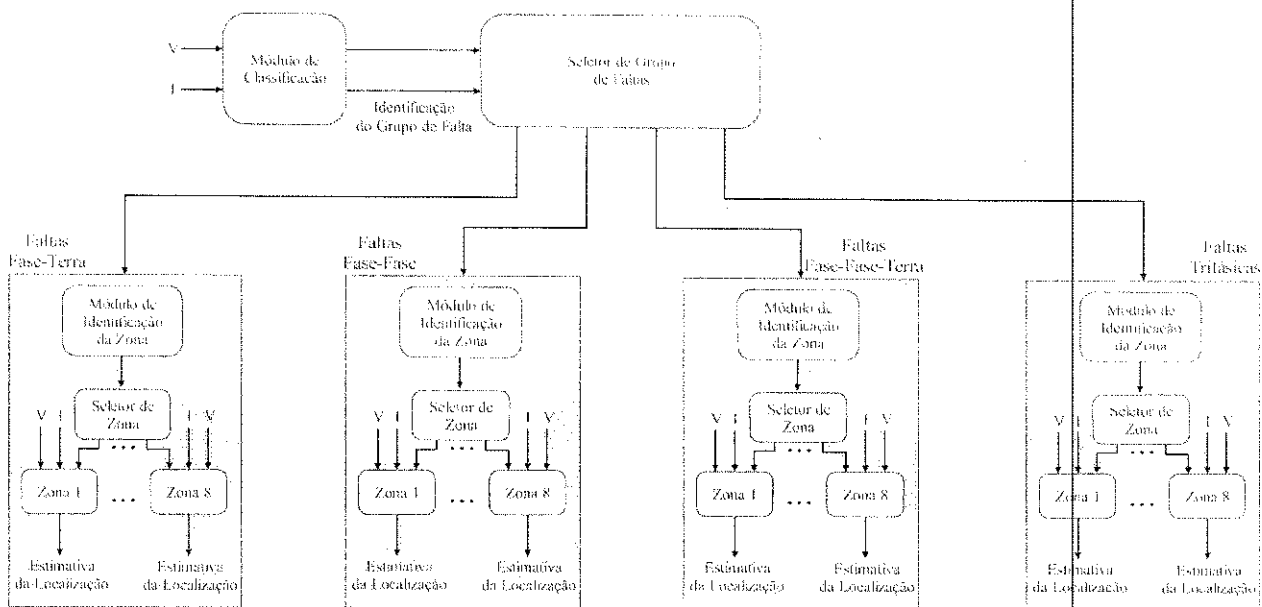 V
I
Módulo de
Classificação
Identificação
do Grupo de Falta
Seletor de Grupo
de Faltas
Faltas
Fase-Terra
Módulo de
Identificação
da Zona
Seletor de
Zona
V I
I V
...
Zona 1
...
Zona 8
Estimativa
da Localização
Estimativa
da Localização
Faltas
Fase-Fase
Módulo de
Identificação
da Zona
Seletor de
Zona
V I
I V
...
Zona 1
...
Zona 8
Estimativa
da Localização
Estimativa
da Localização
Faltas
Fase-Fase-Terra
Módulo de
Identificação
da Zona
Seletor de
Zona
V I
I V
...
Zona 1
...
Zona 8
Estimativa
da Localização
Estimativa
da Localização
Faltas
Trifásicas
Módulo de
Identificação
da Zona
Seletor de
Zona
V I
I V
...
Zona 1
...
Zona 8
Estimativa
da Localização
Estimativa
da Localização